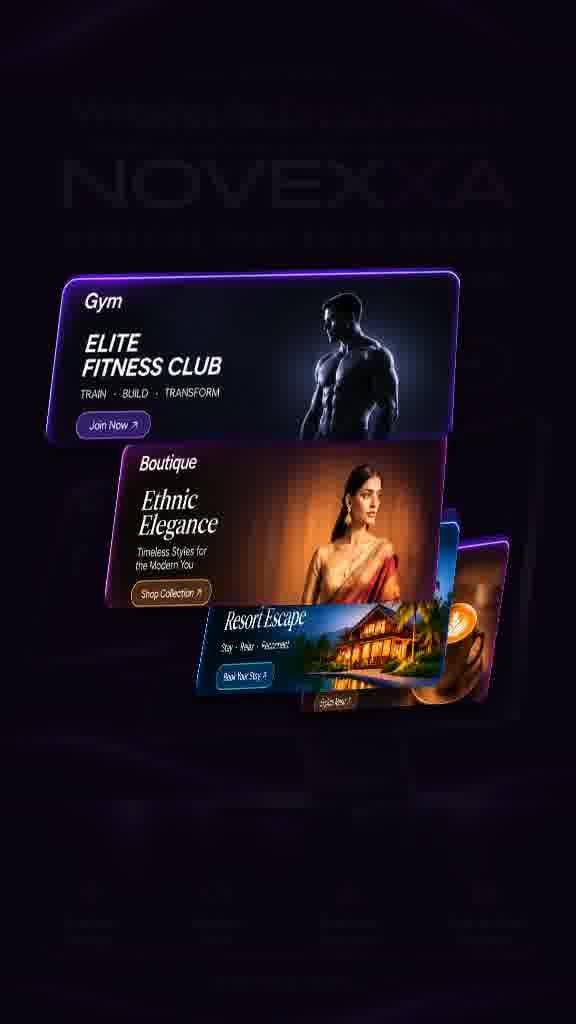 NOVEXXA
Gym
ELITE
FITNESS CLUB
TRAIN · BUILD · TRANSFORM
Join Now ↗
Boutique
Ethnic
Elegance
Timeless Styles for
the Modern You
Shop Collection ↗
Resort Escape
Stay · Relax · Reconnect
Book Your Stay ↗